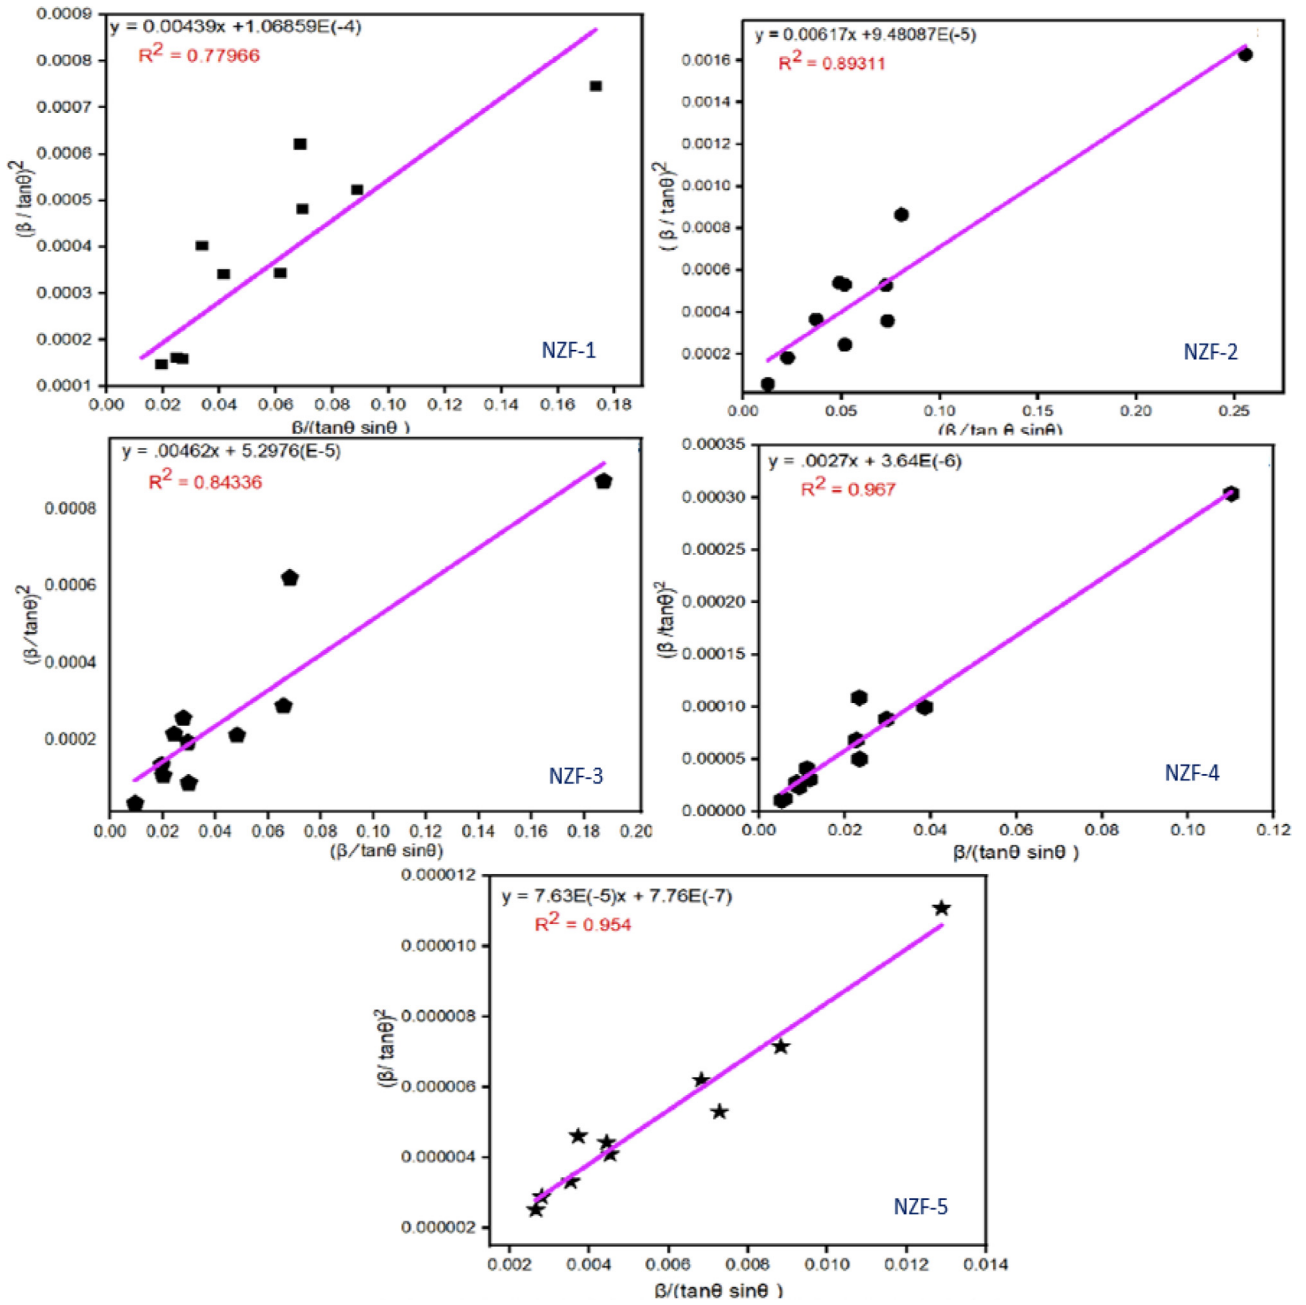 y = 0.00439x +1.06859E(-4)
R² = 0.77966
0.0009
0.0008
0.0007
0.0006
0.0005
0.0004
0.0003
0.0002
0.0001
(β / tanθ)²
NZF-1
0.00 0.02 0.04 0.06 0.08 0.10 0.12 0.14 0.16 0.18
β/(tanθ sinθ )
y = 0.00617x +9.48087E(-5)
R² = 0.89311
0.0016
0.0014
0.0012
0.0010
0.0008
0.0006
0.0004
0.0002
( β / tanθ)²
NZF-2
0.00 0.05 0.10 0.15 0.20 0.25
(β / tan θ sinθ)
y = .00462x + 5.2976(E-5)
R² = 0.84336
0.0008
0.0006
0.0004
0.0002
(β / tanθ)²
NZF-3
0.00 0.02 0.04 0.06 0.08 0.10 0.12 0.14 0.16 0.18 0.20
(β/tanθ sinθ)
y = .0027x + 3.64E(-6)
R² = 0.967
0.00035
0.00030
0.00025
0.00020
0.00015
0.00010
0.00005
0.00000
(β /tanθ)²
NZF-4
0.00 0.02 0.04 0.06 0.08 0.10 0.12
β/(tanθ sinθ )
y = 7.63E(-5)x + 7.76E(-7)
R² = 0.954
0.000012
0.000010
0.000008
0.000006
0.000004
0.000002
(β/ tanθ)²
NZF-5
0.002 0.004 0.006 0.008 0.010 0.012 0.014
β/(tanθ sinθ )